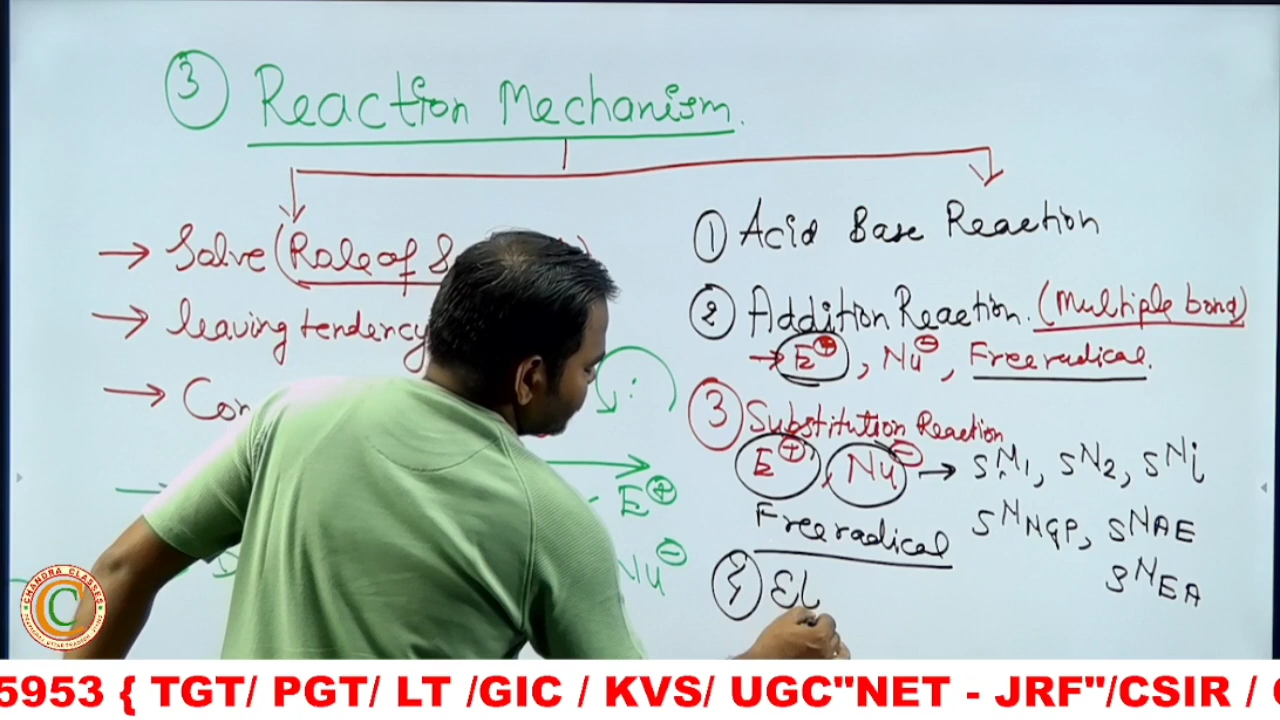 ③ Reaction Mechanism.
→ Solve (Role of S
→ leaving tendency
→ Con
E⊕
Nu⊖
① Acid Base Reaction
② Addition Reaction. (Multiple bond)
→ E⊕, Nu⊖, Free radical.
③ Substitution Reaction
E⊕, Nu⊖ → SN1, SN2, SNi
Free radical SNNGP, SNAE
SNEA
④ El
CHANDRA CLASSES
5953 { TGT/ PGT/ LT /GIC / KVS/ UGC"NET - JRF"/CSIR /